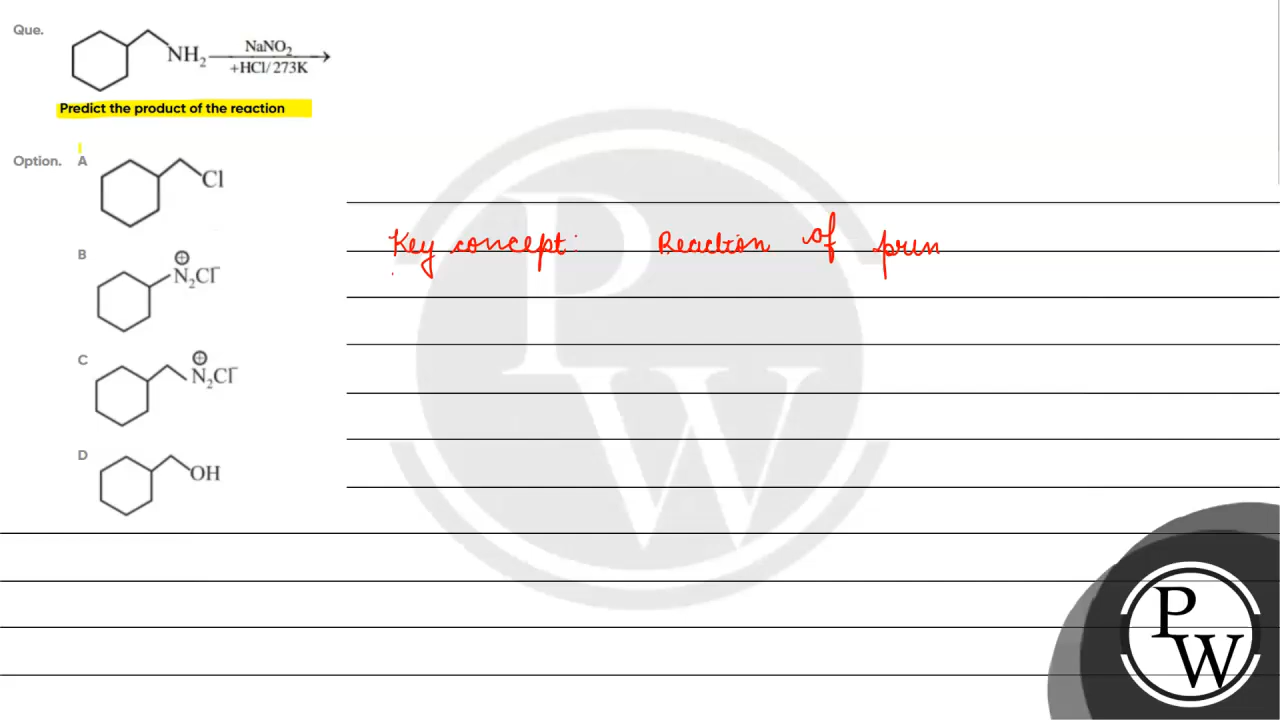 Que.
NH2 NaNO2
+HCl/273K
Predict the product of the reaction
Option. A
Cl
B
⊕
N2Cl−
C
⊕
N2Cl−
D
OH
Key concept: Reaction of prim
P
W
P
W